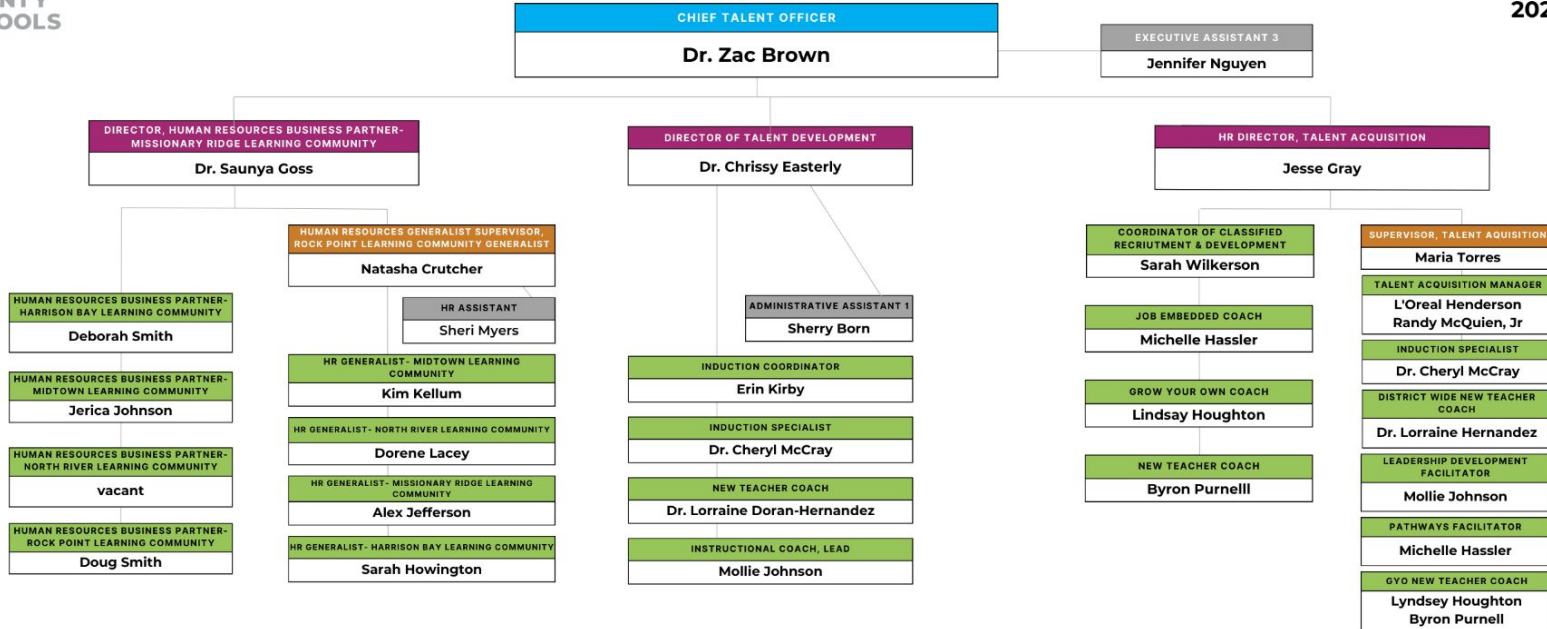 OOLS
202
CHIEF TALENT OFFICER
Dr. Zac Brown
EXECUTIVE ASSISTANT 3
Jennifer Nguyen
DIRECTOR, HUMAN RESOURCES BUSINESS PARTNER-
MISSIONARY RIDGE LEARNING COMMUNITY
Dr. Saunya Goss
DIRECTOR OF TALENT DEVELOPMENT
Dr. Chrissy Easterly
HR DIRECTOR, TALENT ACQUISITION
Jesse Gray
HUMAN RESOURCES BUSINESS PARTNER-
HARRISON BAY LEARNING COMMUNITY
Deborah Smith
HUMAN RESOURCES BUSINESS PARTNER-
MIDTOWN LEARNING COMMUNITY
Jerica Johnson
HUMAN RESOURCES BUSINESS PARTNER-
NORTH RIVER LEARNING COMMUNITY
vacant
HUMAN RESOURCES BUSINESS PARTNER-
ROCK POINT LEARNING COMMUNITY
Doug Smith
HUMAN RESOURCES GENERALIST SUPERVISOR,
ROCK POINT LEARNING COMMUNITY GENERALIST
Natasha Crutcher
HR ASSISTANT
Sheri Myers
HR GENERALIST- MIDTOWN LEARNING
COMMUNITY
Kim Kellum
HR GENERALIST- NORTH RIVER LEARNING COMMUNITY
Dorene Lacey
HR GENERALIST- MISSIONARY RIDGE LEARNING
COMMUNITY
Alex Jefferson
HR GENERALIST- HARRISON BAY LEARNING COMMUNITY
Sarah Howington
ADMINISTRATIVE ASSISTANT 1
Sherry Born
INDUCTION COORDINATOR
Erin Kirby
INDUCTION SPECIALIST
Dr. Cheryl McCray
NEW TEACHER COACH
Dr. Lorraine Doran-Hernandez
INSTRUCTIONAL COACH, LEAD
Mollie Johnson
COORDINATOR OF CLASSIFIED
RECRIUTMENT & DEVELOPMENT
Sarah Wilkerson
JOB EMBEDDED COACH
Michelle Hassler
GROW YOUR OWN COACH
Lindsay Houghton
NEW TEACHER COACH
Byron Purnelll
SUPERVISOR, TALENT AQUISITION
Maria Torres
TALENT ACQUISITION MANAGER
L'Oreal Henderson
Randy McQuien, Jr
INDUCTION SPECIALIST
Dr. Cheryl McCray
DISTRICT WIDE NEW TEACHER
COACH
Dr. Lorraine Hernandez
LEADERSHIP DEVELOPMENT
FACILITATOR
Mollie Johnson
PATHWAYS FACILITATOR
Michelle Hassler
GYO NEW TEACHER COACH
Lyndsey Houghton
Byron Purnell